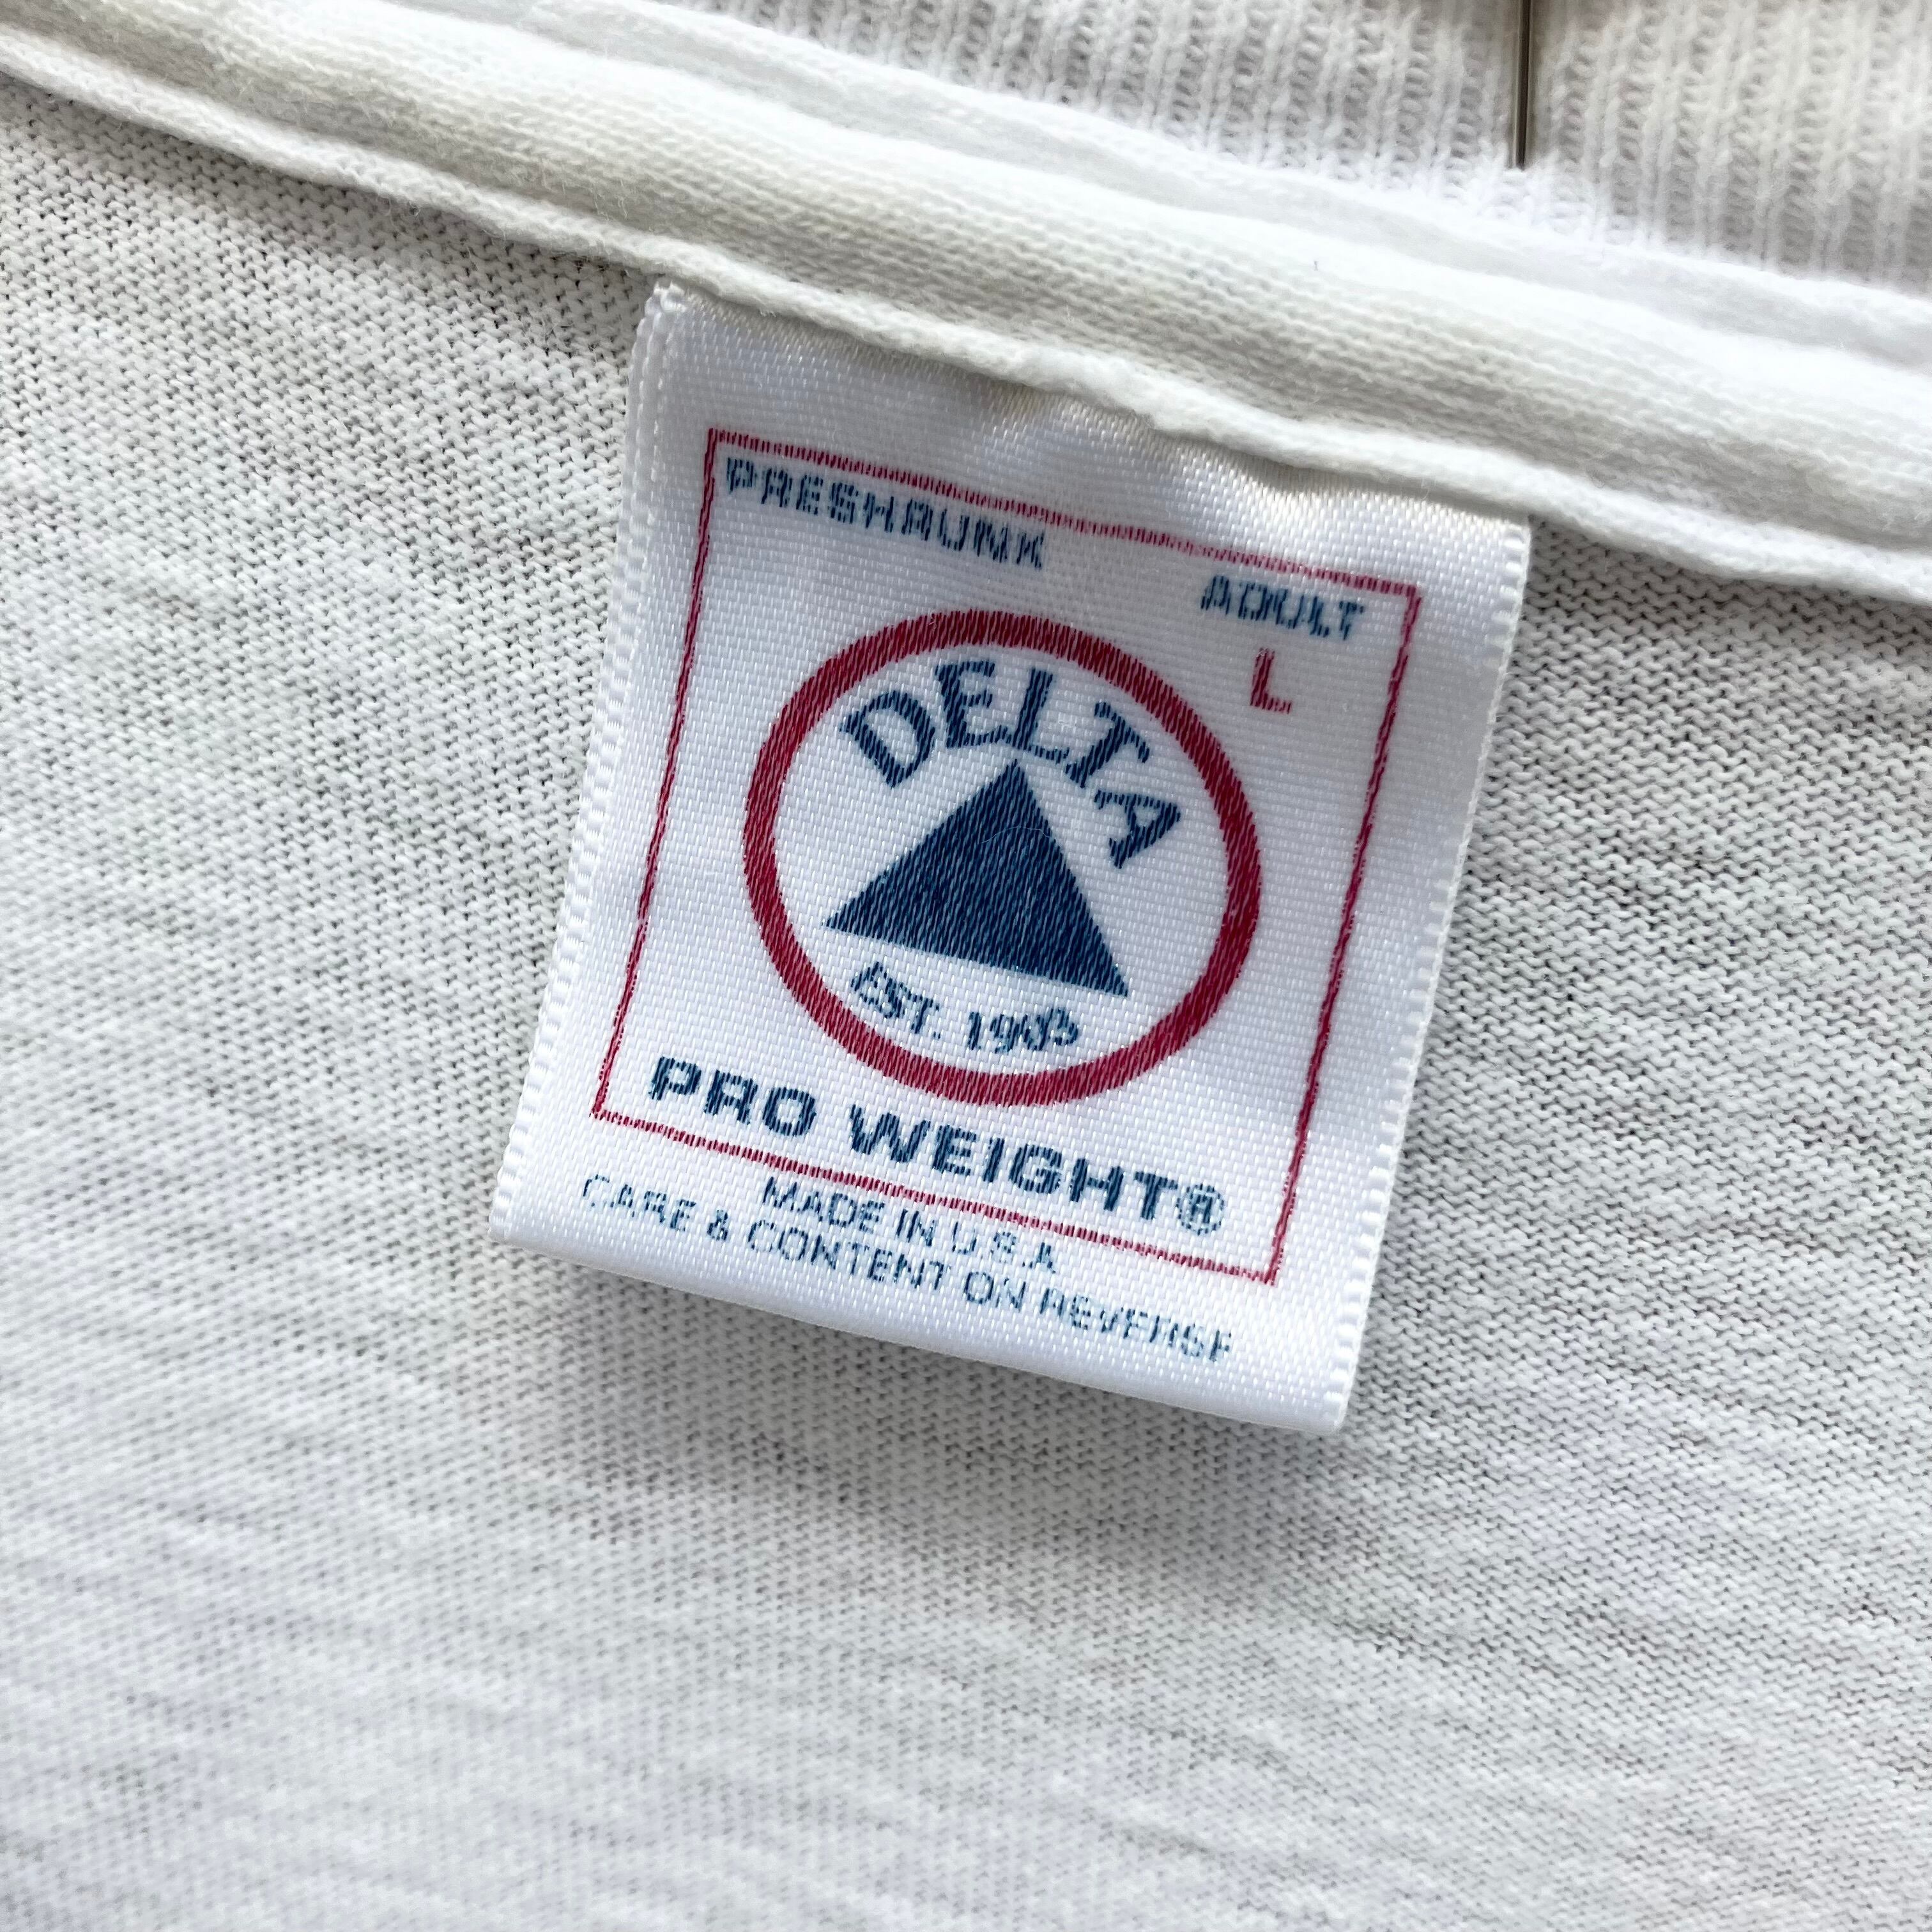 PRESHRUNK
ADULT
L
DELTA
EST. 1903
PRO WEIGHT®
MADE IN U.S.A
CARE & CONTENT ON REVERSE